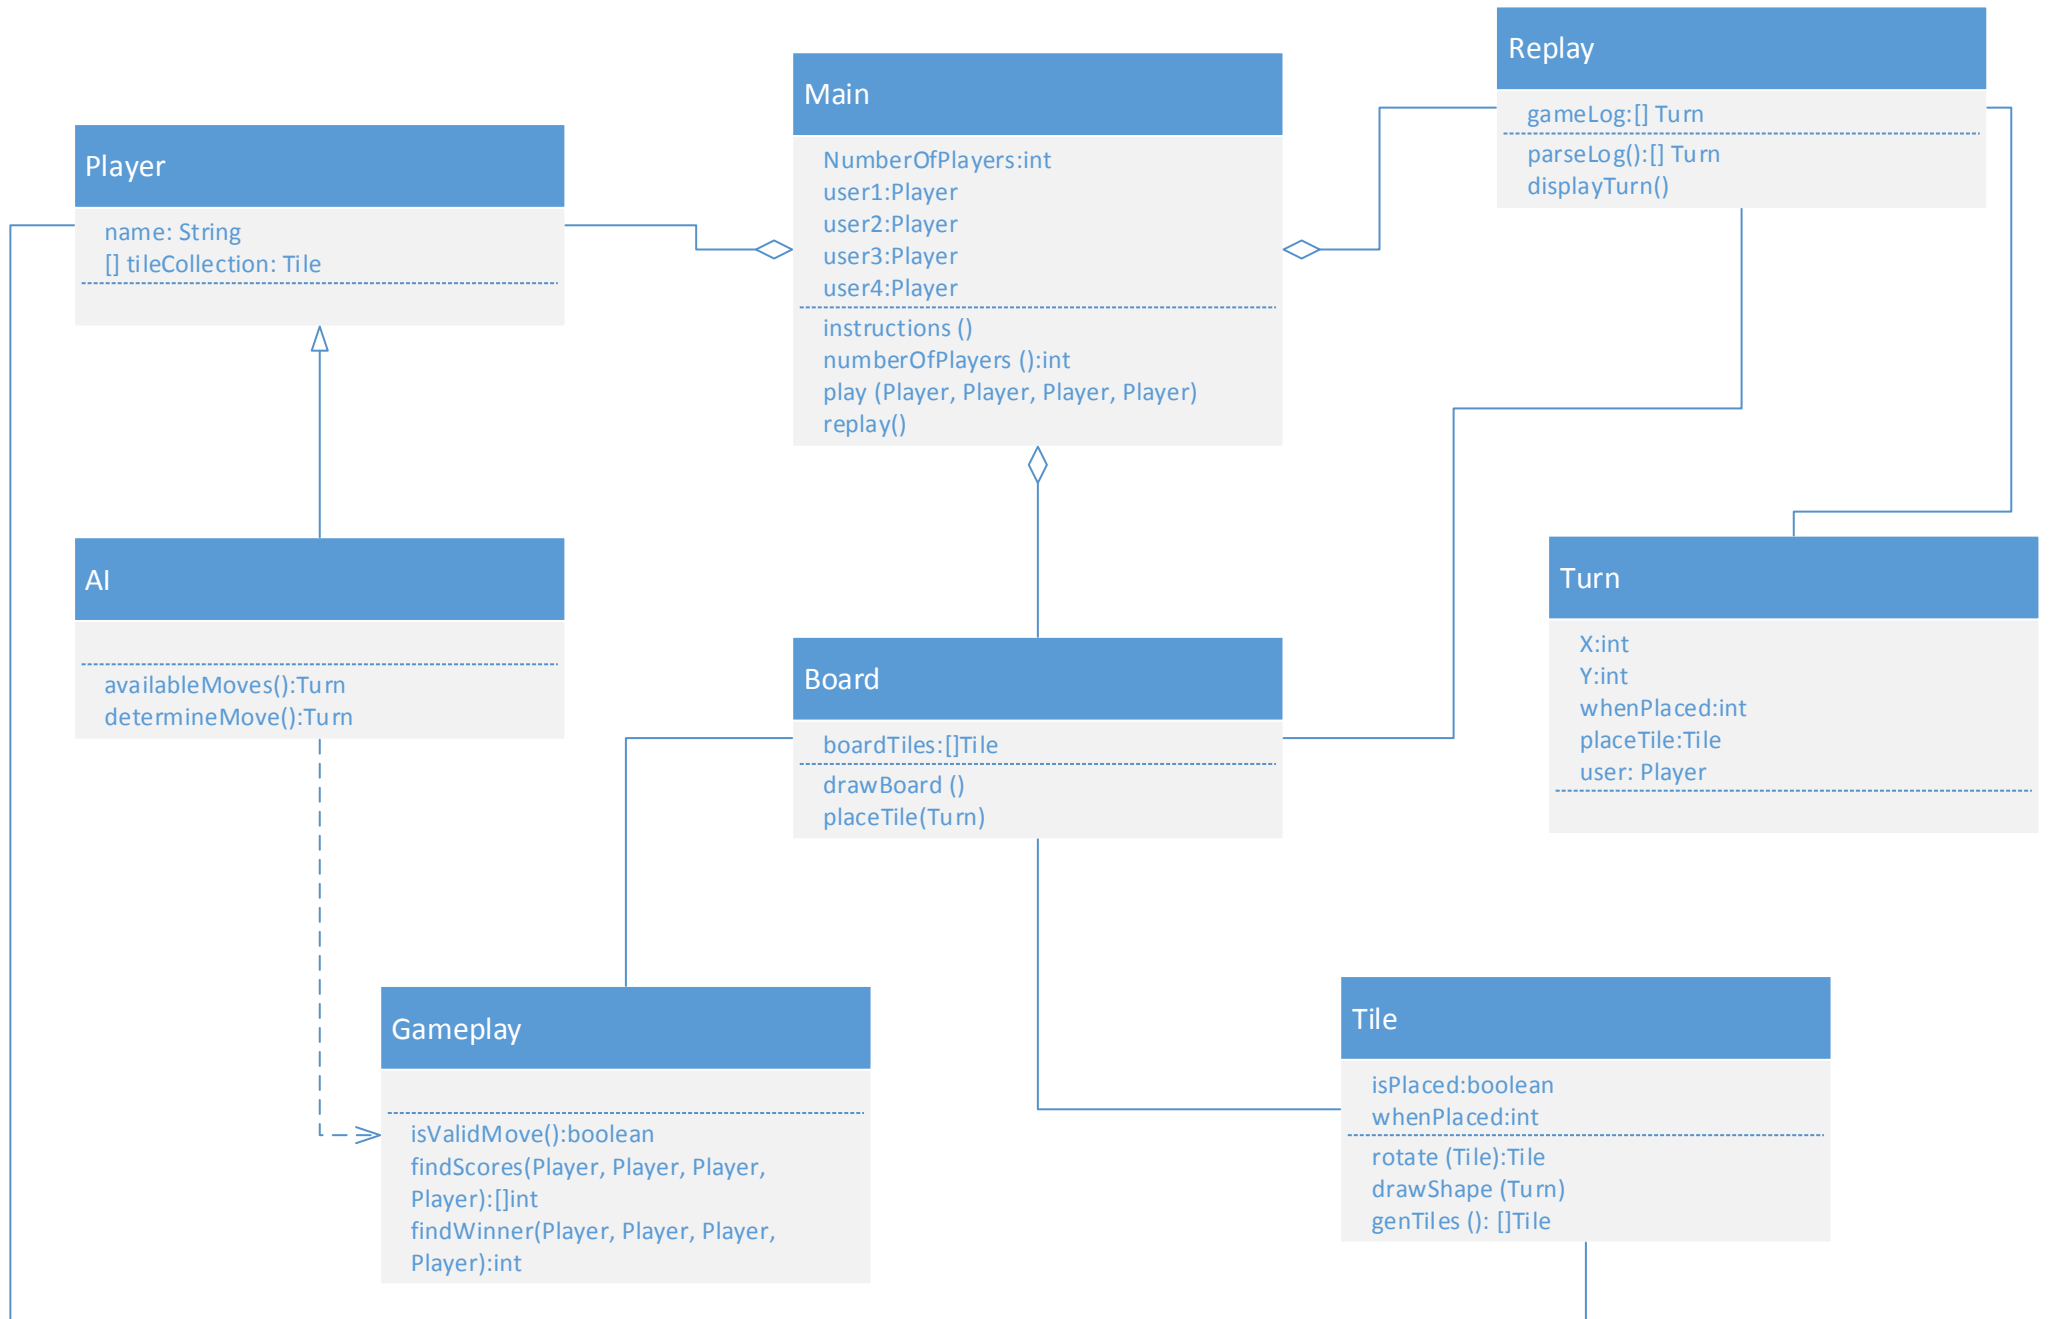 Player
name: String
[] tileCollection: Tile
Main
NumberOfPlayers:int
user1:Player
user2:Player
user3:Player
user4:Player
instructions ()
numberOfPlayers ():int
play (Player, Player, Player, Player)
replay()
Replay
gameLog:[] Turn
parseLog():[] Turn
displayTurn()
AI
availableMoves():Turn
determineMove():Turn
Board
boardTiles:[]Tile
drawBoard ()
placeTile(Turn)
Turn
X:int
Y:int
whenPlaced:int
placeTile:Tile
user: Player
Gameplay
isValidMove():boolean
findScores(Player, Player, Player,
Player):[]int
findWinner(Player, Player, Player,
Player):int
Tile
isPlaced:boolean
whenPlaced:int
rotate (Tile):Tile
drawShape (Turn)
genTiles (): []Tile